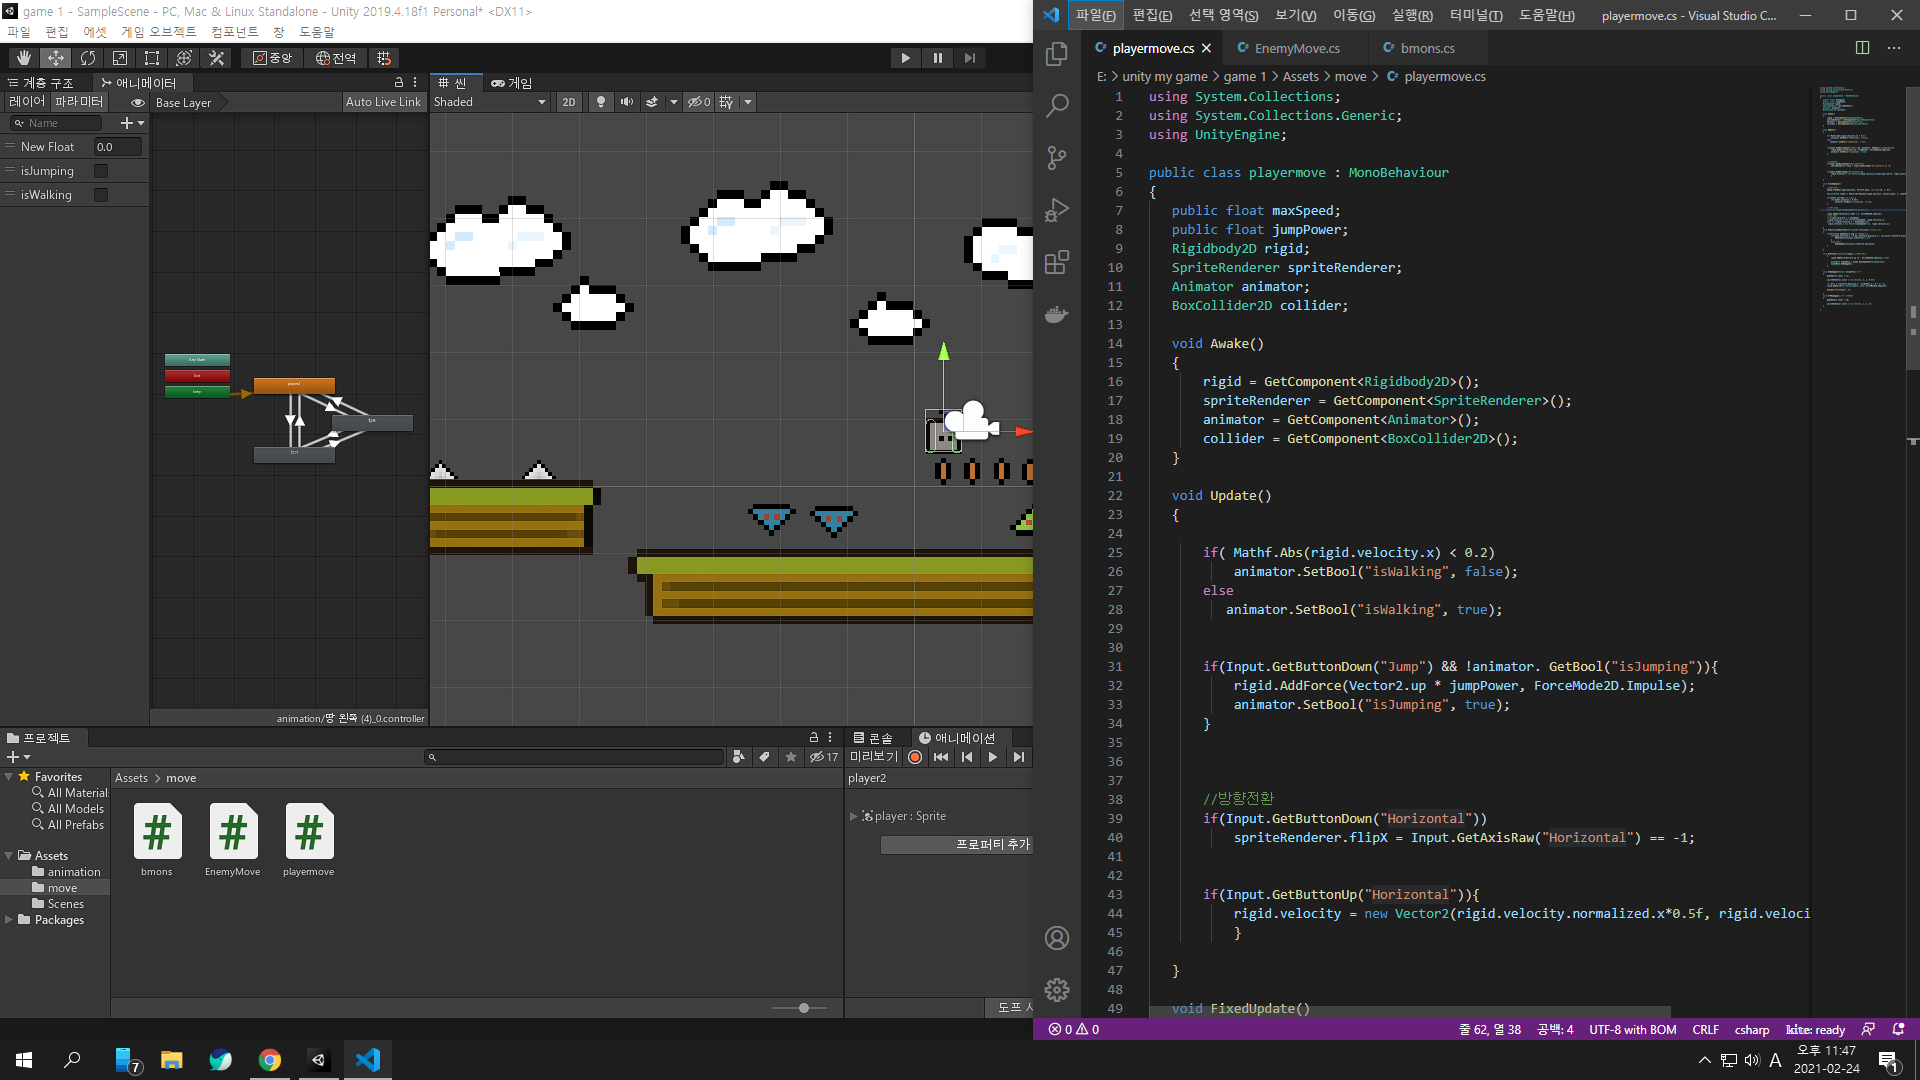 game 1 - SampleScene - PC, Mac & Linux Standalone - Unity 2019.4.18f1 Personal* <DX11>
파일 편집 에셋 게임 오브젝트 컴포넌트 창 도움말
중앙 전역
계층 구조 애니메이터
레이어 파라미터 Base Layer Auto Live Link
Name
New Float 0.0
isJumping
isWalking
Any State
Exit
Entry
player2
animation/땅 왼쪽 (4)_0.controller
씬 게임
Shaded 2D 0
프로젝트
17
Favorites
All Material
All Models
All Prefabs
Assets
animation
move
Scenes
Packages
Assets > move
bmons
EnemyMove
playermove
콘솔 애니메이션
미리보기
player2
player : Sprite
프로퍼티 추가
도프 시
파일(F) 편집(E) 선택 영역(S) 보기(V) 이동(G) 실행(R) 터미널(T) 도움말(H) playermove.cs - Visual Studio C...
playermove.cs EnemyMove.cs bmons.cs
E: > unity my game > game 1 > Assets > move > playermove.cs
1 using System.Collections;
2 using System.Collections.Generic;
3 using UnityEngine;
4
5 public class playermove : MonoBehaviour
6 {
7 public float maxSpeed;
8 public float jumpPower;
9 Rigidbody2D rigid;
10 SpriteRenderer spriteRenderer;
11 Animator animator;
12 BoxCollider2D collider;
13
14 void Awake()
15 {
16 rigid = GetComponent<Rigidbody2D>();
17 spriteRenderer = GetComponent<SpriteRenderer>();
18 animator = GetComponent<Animator>();
19 collider = GetComponent<BoxCollider2D>();
20 }
21
22 void Update()
23 {
24
25 if( Mathf.Abs(rigid.velocity.x) < 0.2)
26 animator.SetBool("isWalking", false);
27 else
28 animator.SetBool("isWalking", true);
29
30
31 if(Input.GetButtonDown("Jump") && !animator. GetBool("isJumping")){
32 rigid.AddForce(Vector2.up * jumpPower, ForceMode2D.Impulse);
33 animator.SetBool("isJumping", true);
34 }
35
36
37
38 //방향전환
39 if(Input.GetButtonDown("Horizontal"))
40 spriteRenderer.flipX = Input.GetAxisRaw("Horizontal") == -1;
41
42
43 if(Input.GetButtonUp("Horizontal")){
44 rigid.velocity = new Vector2(rigid.velocity.normalized.x*0.5f, rigid.veloci
45 }
46
47 }
48
49 void FixedUpdate()
0 0 줄 62, 열 38 공백: 4 UTF-8 with BOM CRLF csharp kite: ready
7 A 오후 11:47
2021-02-24 1